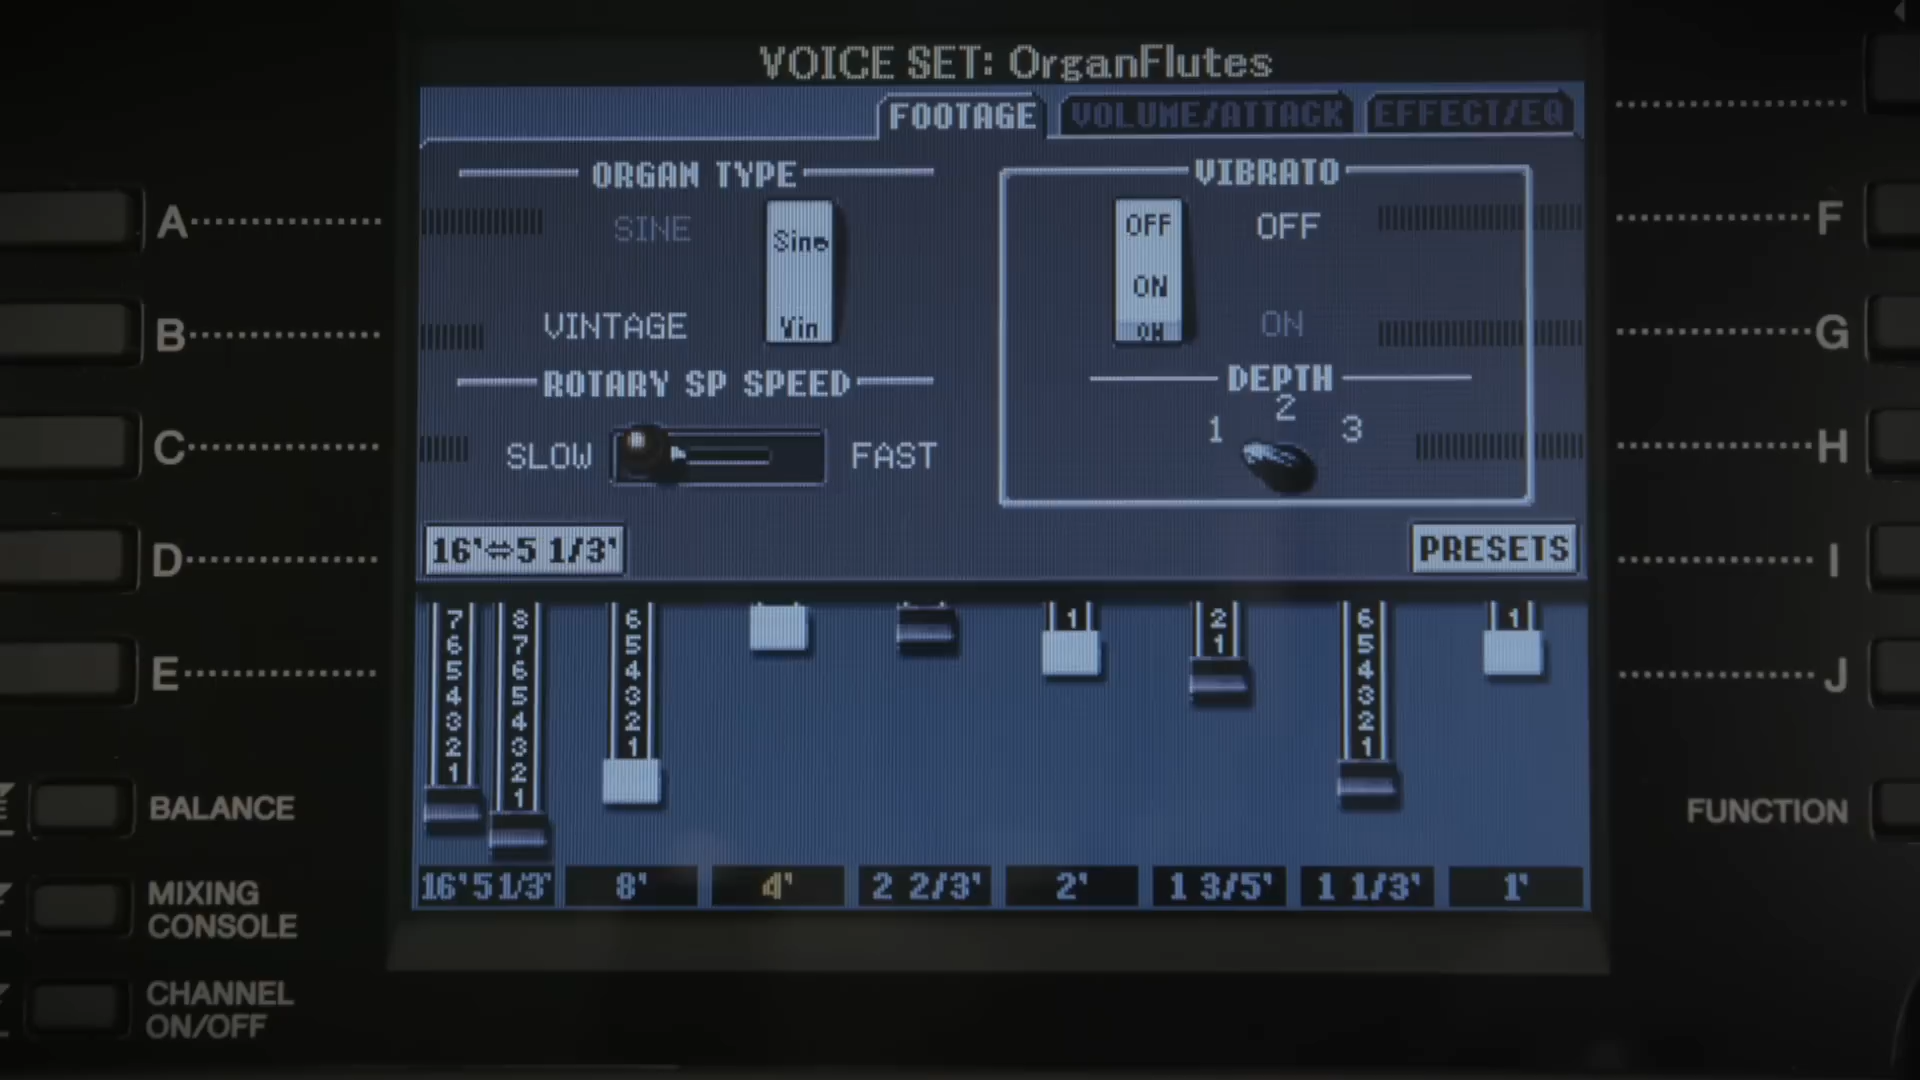 VOICE SET: OrganFlutes
FOOTAGE VOLUME/ATTACK EFFECT/EQ
ORGAN TYPE
SINE
Sine
VINTAGE
Vin
VIBRATO
OFF
OFF
ON
ON
ON
DEPTH
1 2 3
ROTARY SP SPEED
SLOW FAST
16'⇔5 1/3' PRESETS
7 8 6 1 2 6 1
6 7 5 1 5
5 6 4 4
4 5 3 3
3 4 2 2
2 3 1 1
1 2
1
16' 5 1/3' 8' 4' 2 2/3' 2' 1 3/5' 1 1/3' 1'
A
B
C
D
E
BALANCE
MIXING
CONSOLE
CHANNEL
ON/OFF
F
G
H
I
J
FUNCTION